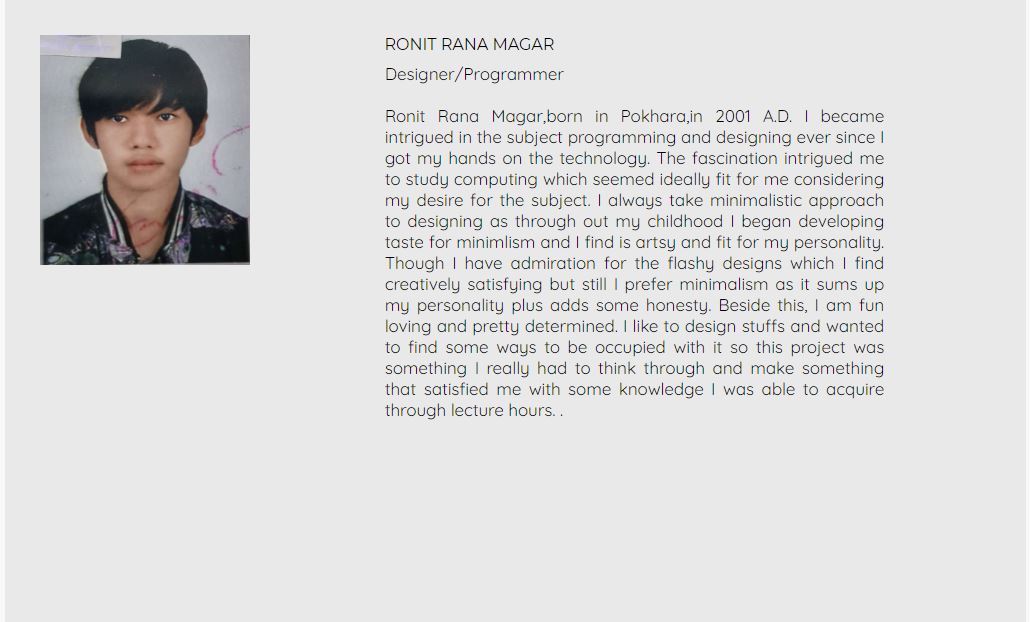 RONIT RANA MAGAR
Designer/Programmer
Ronit Rana Magar,born in Pokhara,in 2001 A.D. I became
intrigued in the subject programming and designing ever since I
got my hands on the technology. The fascination intrigued me
to study computing which seemed ideally fit for me considering
my desire for the subject. I always take minimalistic approach
to designing as through out my childhood I began developing
taste for minimlism and I find is artsy and fit for my personality.
Though I have admiration for the flashy designs which I find
creatively satisfying but still I prefer minimalism as it sums up
my personality plus adds some honesty. Beside this, I am fun
loving and pretty determined. I like to design stuffs and wanted
to find some ways to be occupied with it so this project was
something I really had to think through and make something
that satisfied me with some knowledge I was able to acquire
through lecture hours. .